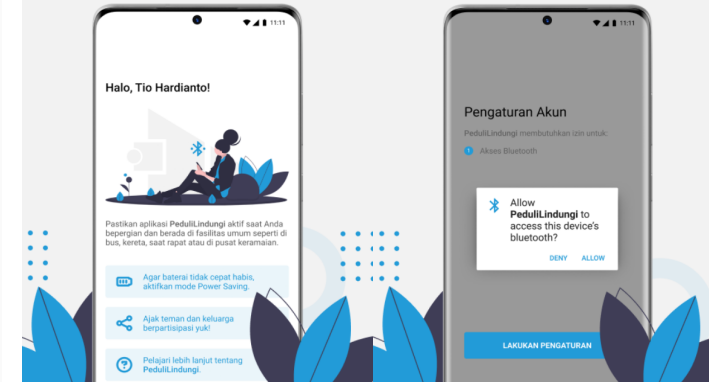 11:11
Halo, Tio Hardianto!
Pastikan aplikasi PeduliLindungi aktif saat Anda
bepergian dan berada di fasilitas umum seperti di
bus, kereta, saat rapat atau di pusat keramaian.
Agar baterai tidak cepat habis,
aktifkan mode Power Saving.
Ajak teman dan keluarga
berpartisipasi yuk!
Pelajari lebih lanjut tentang
PeduliLindungi.
11:11
Pengaturan Akun
PeduliLindungi membutuhkan izin untuk:
Akses Bluetooth
Allow
PeduliLindungi to
access this device's
bluetooth?
DENY ALLOW
LAKUKAN PENGATURAN